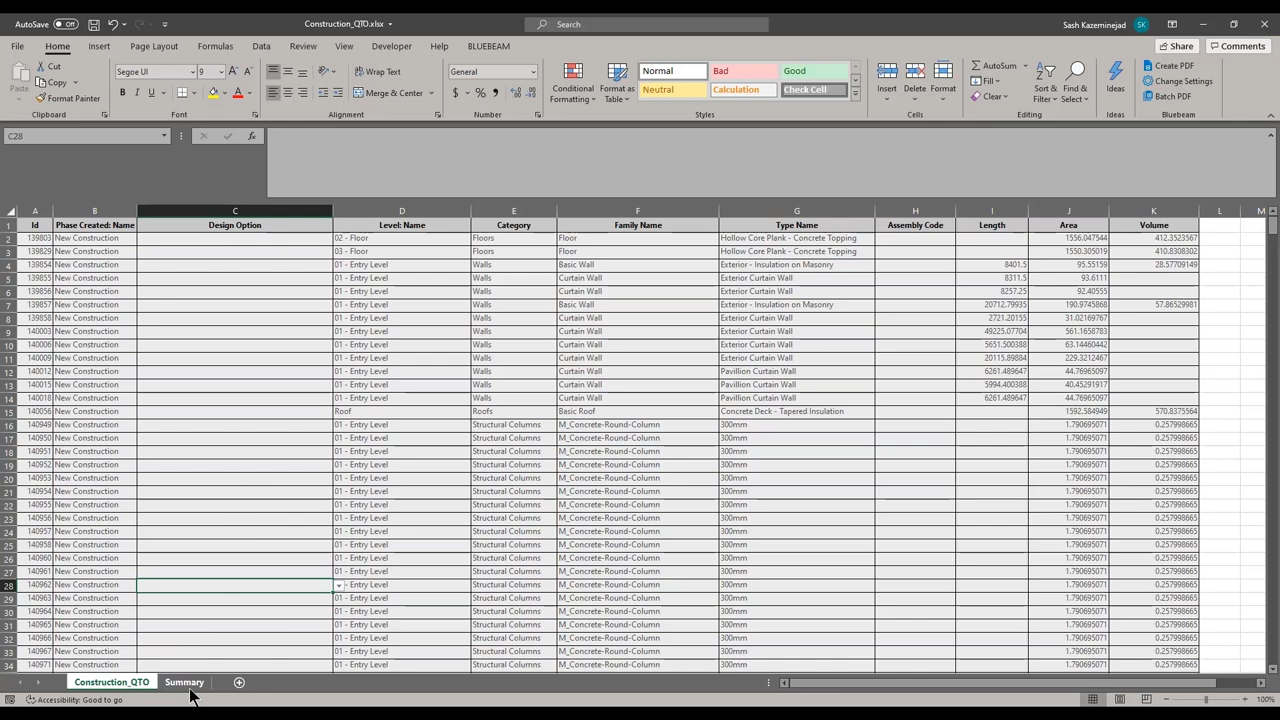 AutoSave Off Construction_QTO.xlsx Search Sash Kazeminejad SK
File Home Insert Page Layout Formulas Data Review View Developer Help BLUEBEAM Share Comments
Paste Cut Copy Format Painter Clipboard
Segoe UI 9 B I U Font
Wrap Text Merge & Center Alignment
General $ % Number
Conditional Formatting Format as Table Normal Bad Good Neutral Calculation Check Cell Styles
Insert Delete Format Cells
AutoSum Fill Clear Sort & Filter Find & Select Editing
Ideas Ideas
Create PDF Change Settings Batch PDF Bluebeam
C28 fx
A B C D E F G H I J K L M
1 Id Phase Created: Name Design Option Level: Name Category Family Name Type Name Assembly Code Length Area Volume
2 139803 New Construction 02 - Floor Floors Floor Hollow Core Plank - Concrete Topping 1556.047544 412.3523567
3 139829 New Construction 03 - Floor Floors Floor Hollow Core Plank - Concrete Topping 1550.305019 410.8308302
4 139854 New Construction 01 - Entry Level Walls Basic Wall Exterior - Insulation on Masonry 8401.5 95.55159 28.57709149
5 139855 New Construction 01 - Entry Level Walls Curtain Wall Exterior Curtain Wall 8311.5 93.6111
6 139856 New Construction 01 - Entry Level Walls Curtain Wall Exterior Curtain Wall 8257.25 92.40555
7 139857 New Construction 01 - Entry Level Walls Basic Wall Exterior - Insulation on Masonry 20712.79935 190.9745868 57.86529981
8 139858 New Construction 01 - Entry Level Walls Curtain Wall Exterior Curtain Wall 2721.20155 31.02169767
9 140003 New Construction 01 - Entry Level Walls Curtain Wall Exterior Curtain Wall 49225.07704 561.1658783
10 140006 New Construction 01 - Entry Level Walls Curtain Wall Exterior Curtain Wall 5651.500388 63.14460442
11 140009 New Construction 01 - Entry Level Walls Curtain Wall Exterior Curtain Wall 20115.89884 229.3212467
12 140012 New Construction 01 - Entry Level Walls Curtain Wall Pavillion Curtain Wall 6261.489647 44.76965097
13 140015 New Construction 01 - Entry Level Walls Curtain Wall Pavillion Curtain Wall 5994.400388 40.45291917
14 140018 New Construction 01 - Entry Level Walls Curtain Wall Pavillion Curtain Wall 6261.489647 44.76965097
15 140056 New Construction Roof Roofs Basic Roof Concrete Deck - Tapered Insulation 1592.584949 570.8375564
16 140949 New Construction 01 - Entry Level Structural Columns M_Concrete-Round-Column 300mm 1.790695071 0.257998665
17 140950 New Construction 01 - Entry Level Structural Columns M_Concrete-Round-Column 300mm 1.790695071 0.257998665
18 140951 New Construction 01 - Entry Level Structural Columns M_Concrete-Round-Column 300mm 1.790695071 0.257998665
19 140952 New Construction 01 - Entry Level Structural Columns M_Concrete-Round-Column 300mm 1.790695071 0.257998665
20 140953 New Construction 01 - Entry Level Structural Columns M_Concrete-Round-Column 300mm 1.790695071 0.257998665
21 140954 New Construction 01 - Entry Level Structural Columns M_Concrete-Round-Column 300mm 1.790695071 0.257998665
22 140955 New Construction 01 - Entry Level Structural Columns M_Concrete-Round-Column 300mm 1.790695071 0.257998665
23 140956 New Construction 01 - Entry Level Structural Columns M_Concrete-Round-Column 300mm 1.790695071 0.257998665
24 140957 New Construction 01 - Entry Level Structural Columns M_Concrete-Round-Column 300mm 1.790695071 0.257998665
25 140958 New Construction 01 - Entry Level Structural Columns M_Concrete-Round-Column 300mm 1.790695071 0.257998665
26 140960 New Construction 01 - Entry Level Structural Columns M_Concrete-Round-Column 300mm 1.790695071 0.257998665
27 140961 New Construction 01 - Entry Level Structural Columns M_Concrete-Round-Column 300mm 1.790695071 0.257998665
28 140962 New Construction - Entry Level Structural Columns M_Concrete-Round-Column 300mm 1.790695071 0.257998665
29 140963 New Construction 01 - Entry Level Structural Columns M_Concrete-Round-Column 300mm 1.790695071 0.257998665
30 140964 New Construction 01 - Entry Level Structural Columns M_Concrete-Round-Column 300mm 1.790695071 0.257998665
31 140965 New Construction 01 - Entry Level Structural Columns M_Concrete-Round-Column 300mm 1.790695071 0.257998665
32 140966 New Construction 01 - Entry Level Structural Columns M_Concrete-Round-Column 300mm 1.790695071 0.257998665
33 140967 New Construction 01 - Entry Level Structural Columns M_Concrete-Round-Column 300mm 1.790695071 0.257998665
34 140971 New Construction 01 - Entry Level Structural Columns M_Concrete-Round-Column 300mm 1.790695071 0.257998665
Construction_QTO Summary
Accessibility: Good to go 100%